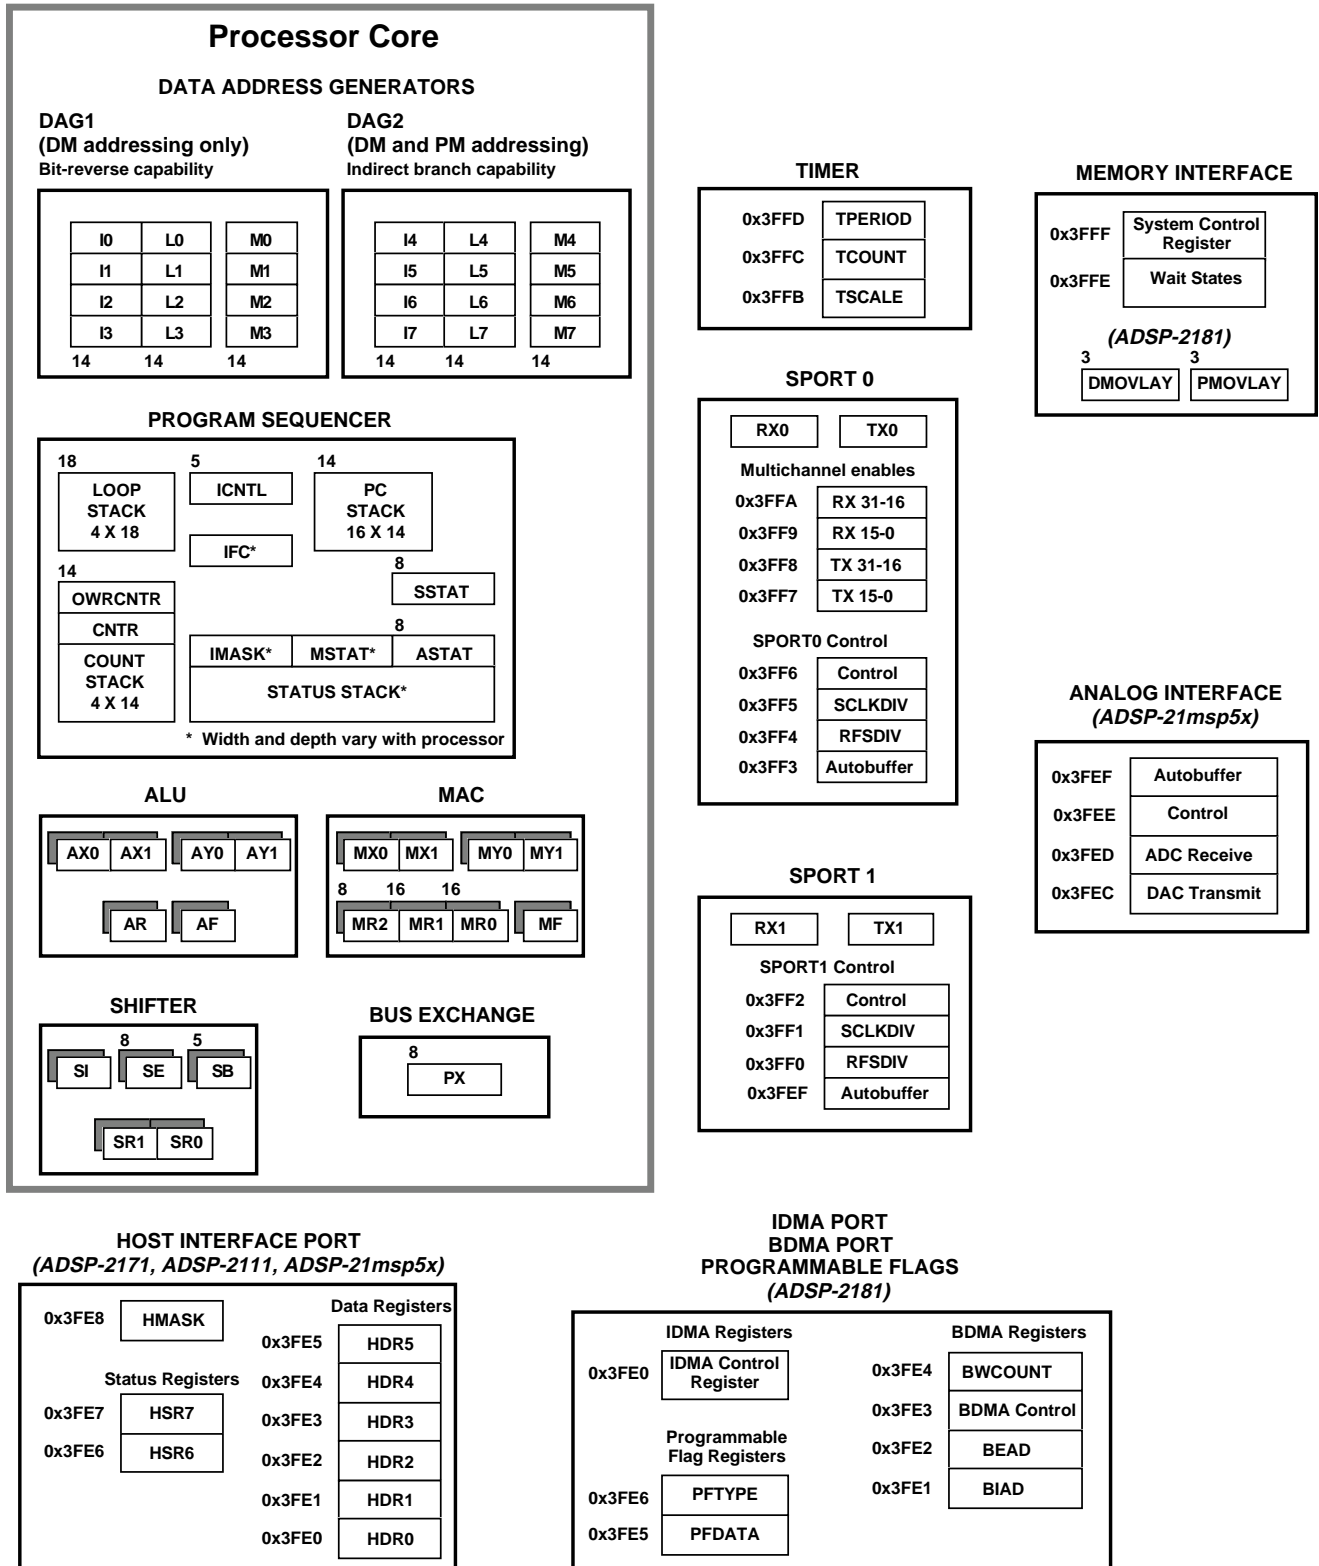 Processor Core
DATA ADDRESS GENERATORS
DAG1
(DM addressing only)
Bit-reverse capability
DAG2
(DM and PM addressing)
Indirect branch capability
I0 L0 M0
I1 L1 M1
I2 L2 M2
I3 L3 M3
14 14 14
I4 L4 M4
I5 L5 M5
I6 L6 M6
I7 L7 M7
14 14 14
PROGRAM SEQUENCER
18
LOOP
STACK
4 X 18
5
ICNTL
14
PC
STACK
16 X 14
IFC*
8
SSTAT
14
OWRCNTR
CNTR
COUNT
STACK
4 X 14
8
IMASK* MSTAT* ASTAT
STATUS STACK*
* Width and depth vary with processor
ALU
AX0 AX1 AY0 AY1
AR AF
MAC
MX0 MX1 MY0 MY1
8 16 16
MR2 MR1 MR0 MF
SHIFTER
8 5
SI SE SB
SR1 SR0
BUS EXCHANGE
8
PX
TIMER
0x3FFD TPERIOD
0x3FFC TCOUNT
0x3FFB TSCALE
MEMORY INTERFACE
0x3FFF System Control
Register
0x3FFE Wait States
(ADSP-2181)
3 3
DMOVLAY PMOVLAY
SPORT 0
RX0 TX0
Multichannel enables
0x3FFA RX 31-16
0x3FF9 RX 15-0
0x3FF8 TX 31-16
0x3FF7 TX 15-0
SPORT0 Control
0x3FF6 Control
0x3FF5 SCLKDIV
0x3FF4 RFSDIV
0x3FF3 Autobuffer
ANALOG INTERFACE
(ADSP-21msp5x)
0x3FEF Autobuffer
0x3FEE Control
0x3FED ADC Receive
0x3FEC DAC Transmit
SPORT 1
RX1 TX1
SPORT1 Control
0x3FF2 Control
0x3FF1 SCLKDIV
0x3FF0 RFSDIV
0x3FEF Autobuffer
HOST INTERFACE PORT
(ADSP-2171, ADSP-2111, ADSP-21msp5x)
0x3FE8 HMASK
Status Registers
0x3FE7 HSR7
0x3FE6 HSR6
Data Registers
0x3FE5 HDR5
0x3FE4 HDR4
0x3FE3 HDR3
0x3FE2 HDR2
0x3FE1 HDR1
0x3FE0 HDR0
IDMA PORT
BDMA PORT
PROGRAMMABLE FLAGS
(ADSP-2181)
IDMA Registers
0x3FE0 IDMA Control
Register
Programmable
Flag Registers
0x3FE6 PFTYPE
0x3FE5 PFDATA
BDMA Registers
0x3FE4 BWCOUNT
0x3FE3 BDMA Control
0x3FE2 BEAD
0x3FE1 BIAD